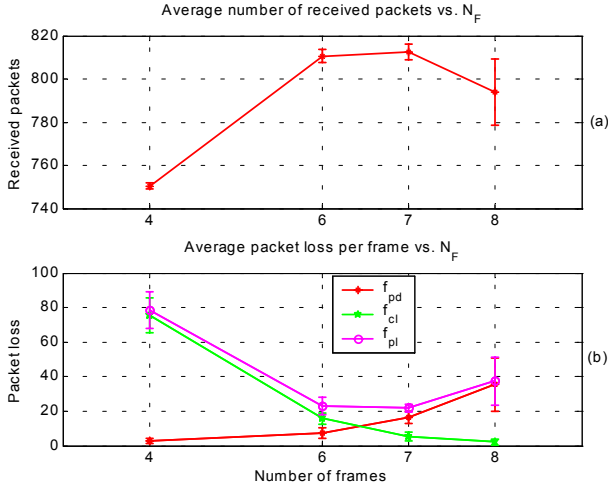 Average number of received packets vs. N_F
820
800
780
760
740
Received packets
4 6 7 8
(a)
Average packet loss per frame vs. N_F
100
80
60
40
20
0
Packet loss
f_pd
f_cl
f_pl
4 6 7 8
(b)
Number of frames